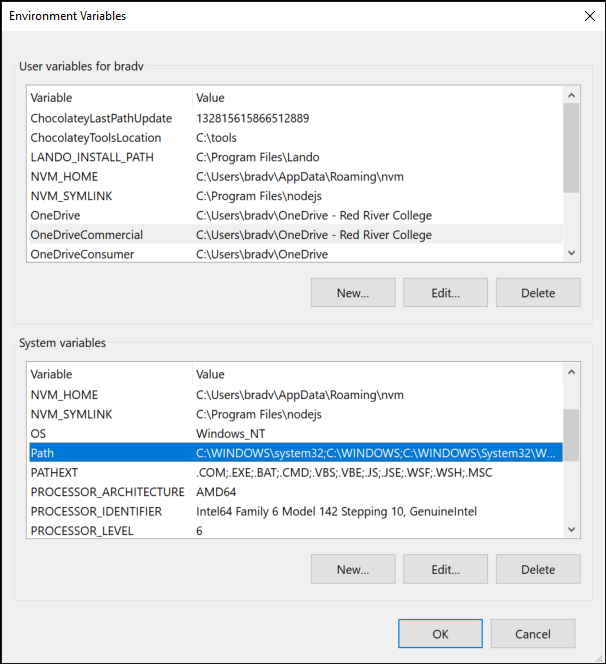 Environment Variables
User variables for bradv
Variable Value
ChocolateyLastPathUpdate 132815615866512889
ChocolateyToolsLocation C:\tools
LANDO_INSTALL_PATH C:\Program Files\Lando
NVM_HOME C:\Users\bradv\AppData\Roaming\nvm
NVM_SYMLINK C:\Program Files\nodejs
OneDrive C:\Users\bradv\OneDrive - Red River College
OneDriveCommercial C:\Users\bradv\OneDrive - Red River College
OneDriveConsumer C:\Users\bradv\OneDrive
New... Edit... Delete
System variables
Variable Value
NVM_HOME C:\Users\bradv\AppData\Roaming\nvm
NVM_SYMLINK C:\Program Files\nodejs
OS Windows_NT
Path C:\WINDOWS\system32;C:\WINDOWS;C:\WINDOWS\System32\W...
PATHEXT .COM;.EXE;.BAT;.CMD;.VBS;.VBE;.JS;.JSE;.WSF;.WSH;.MSC
PROCESSOR_ARCHITECTURE AMD64
PROCESSOR_IDENTIFIER Intel64 Family 6 Model 142 Stepping 10, GenuineIntel
PROCESSOR_LEVEL 6
New... Edit... Delete
OK Cancel